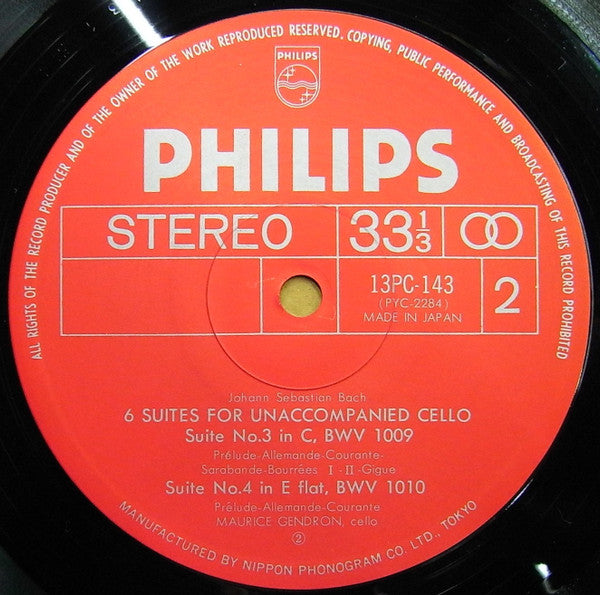 ALL RIGHTS OF THE RECORD PRODUCER AND OF THE OWNER OF THE WORK REPRODUCED RESERVED. COPYING, PUBLIC PERFORMANCE AND BROADCASTING OF THIS RECORD PROHIBITED
PHILIPS
PHILIPS
STEREO 33⅓
13PC-143
(PYC-2284)
MADE IN JAPAN
2
Johann Sebastian Bach
6 SUITES FOR UNACCOMPANIED CELLO
Suite No.3 in C, BWV 1009
Prélude-Allemande-Courante-
Sarabande-Bourrées I-II-Gigue
Suite No.4 in E flat, BWV 1010
Prélude-Allemande-Courante
MAURICE GENDRON, cello
②
MANUFACTURED BY NIPPON PHONOGRAM CO. LTD., TOKYO